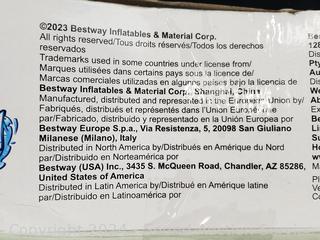 ©2023 Bestway Inflatables & Material Corp.
All rights reserved/Tous droits réservés/Todos los derechos
reservados
Trademarks used in some countries under license from/
Marques utilisées dans certains pays sous la licence de/
Marcas comerciales utilizadas en algunos países bajo la licencia de
Bestway Inflatables & Material Corp., Shanghai, China
Manufactured, distributed and represented in the European Union by/
Fabriqués, distribués et représentés dans l'Union Européenne
par/Fabricado, distribuido y representado en la Unión Europea por
Bestway Europe S.p.a., Via Resistenza, 5, 20098 San Giuliano
Milanese (Milano), Italy
Distributed in North America by/Distribués en Amérique du Nord
par/Distribuido en Norteamérica por
Bestway (USA) Inc., 3435 S. McQueen Road, Chandler, AZ 85286,
United States of America
Distributed in Latin America by/Distribués en Amérique latine
par/Distribuido en Latinoamérica por
Copyright 2024